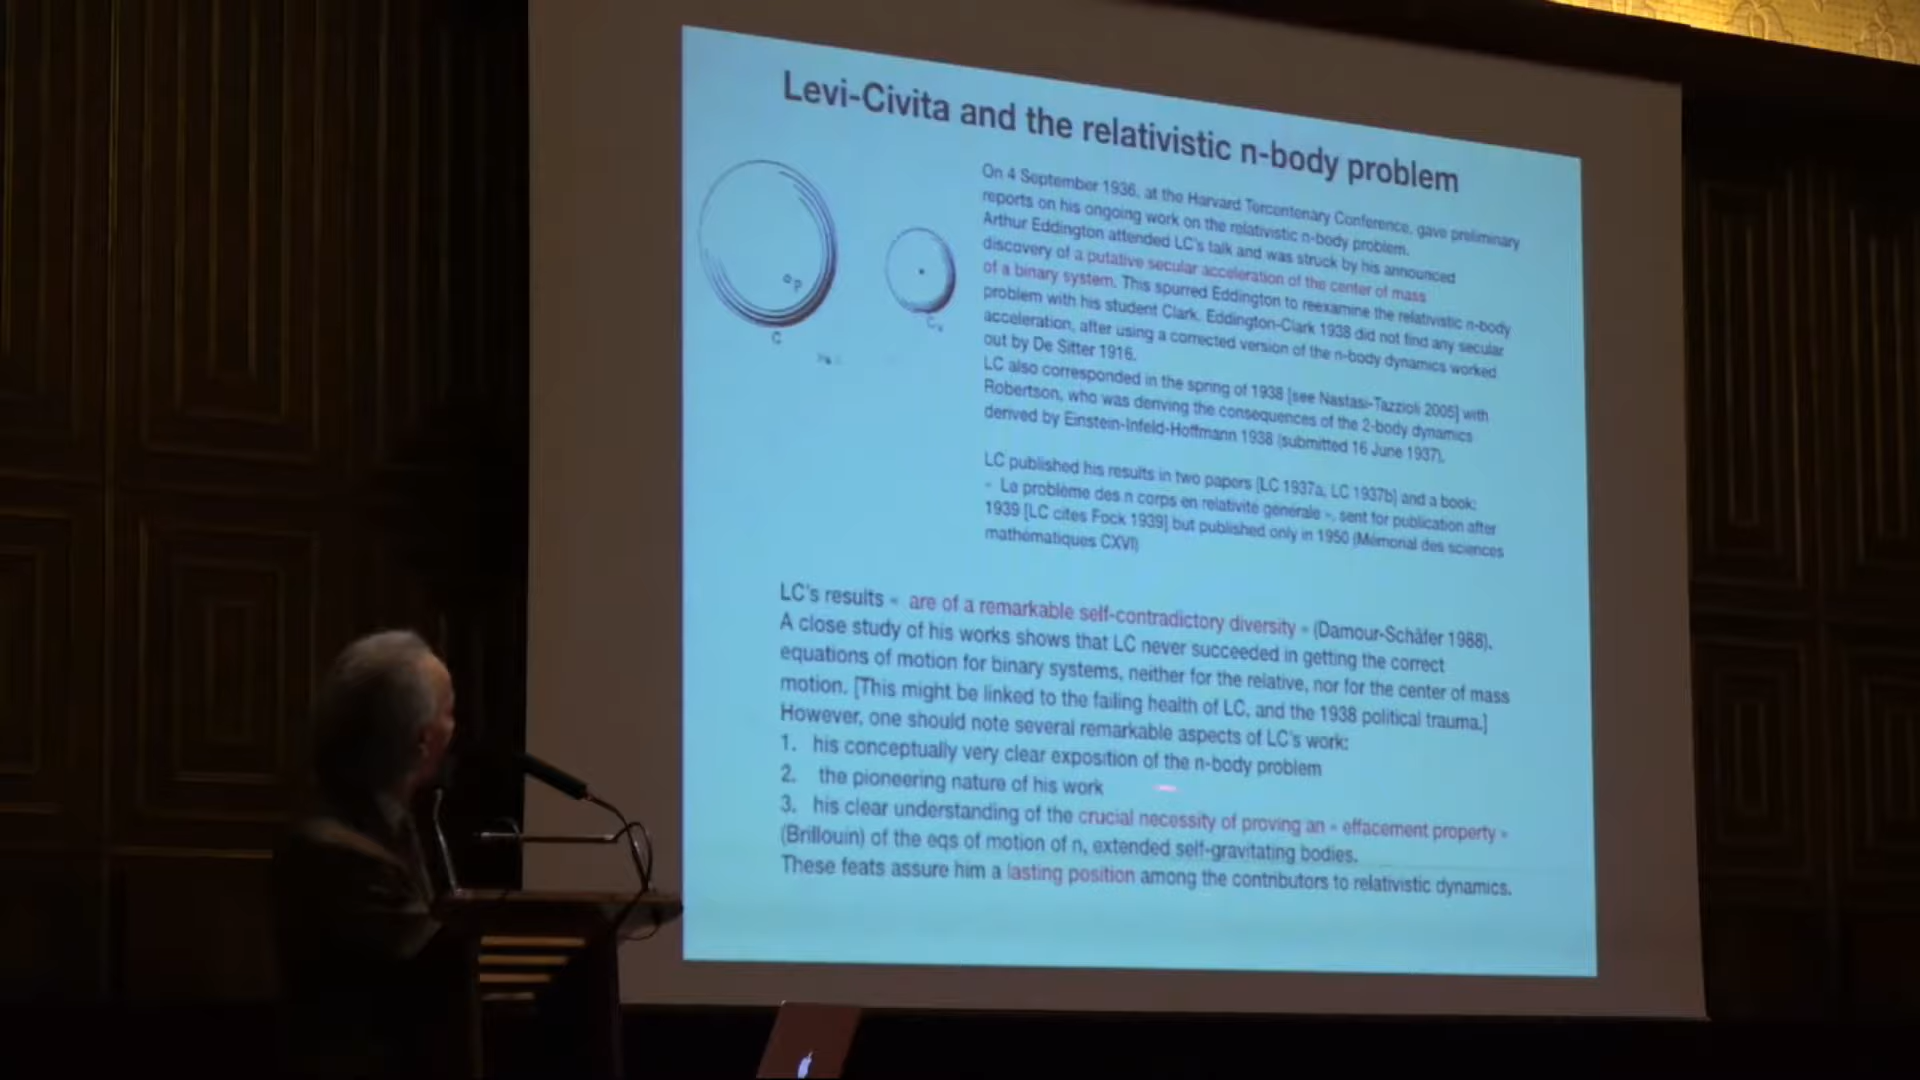 Levi-Civita and the relativistic n-body problem
On 4 September 1936, at the Harvard Tercentenary Conference, gave preliminary
reports on his ongoing work on the relativistic n-body problem.
Arthur Eddington attended LC's talk and was struck by his announced
discovery of a putative secular acceleration of the center of mass
of a binary system. This spurred Eddington to reexamine the relativistic n-body
problem with his student Clark. Eddington-Clark 1938 did not find any secular
acceleration, after using a corrected version of the n-body dynamics worked
out by De Sitter 1916.
LC also corresponded in the spring of 1938 [see Nastasi-Tazzioli 2005] with
Robertson, who was deriving the consequences of the 2-body dynamics
derived by Einstein-Infeld-Hoffmann 1938 (submitted 16 June 1937).
LC published his results in two papers [LC 1937a, LC 1937b] and a book:
« Le problème des n corps en relativité générale », sent for publication after
1939 [LC cites Fock 1939] but published only in 1950 (Mémorial des sciences
mathématiques CXVI)
P
C
LC's results « are of a remarkable self-contradictory diversity » (Damour-Schäfer 1988).
A close study of his works shows that LC never succeeded in getting the correct
equations of motion for binary systems, neither for the relative, nor for the center of mass
motion. [This might be linked to the failing health of LC, and the 1938 political trauma.]
However, one should note several remarkable aspects of LC's work:
1. his conceptually very clear exposition of the n-body problem
2. the pioneering nature of his work
3. his clear understanding of the crucial necessity of proving an « effacement property »
(Brillouin) of the eqs of motion of n, extended self-gravitating bodies.
These feats assure him a lasting position among the contributors to relativistic dynamics.